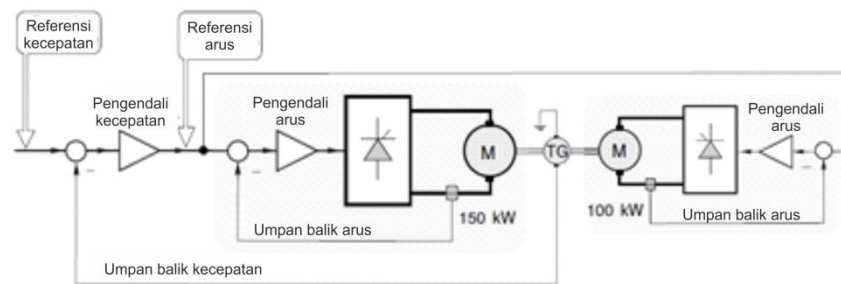 Referensi
kecepatan
Referensi
arus
Pengendali
kecepatan
Pengendali
arus
M
TG
M
Pengendali
arus
150 kW
100 kW
Umpan balik arus
Umpan balik arus
Umpan balik kecepatan